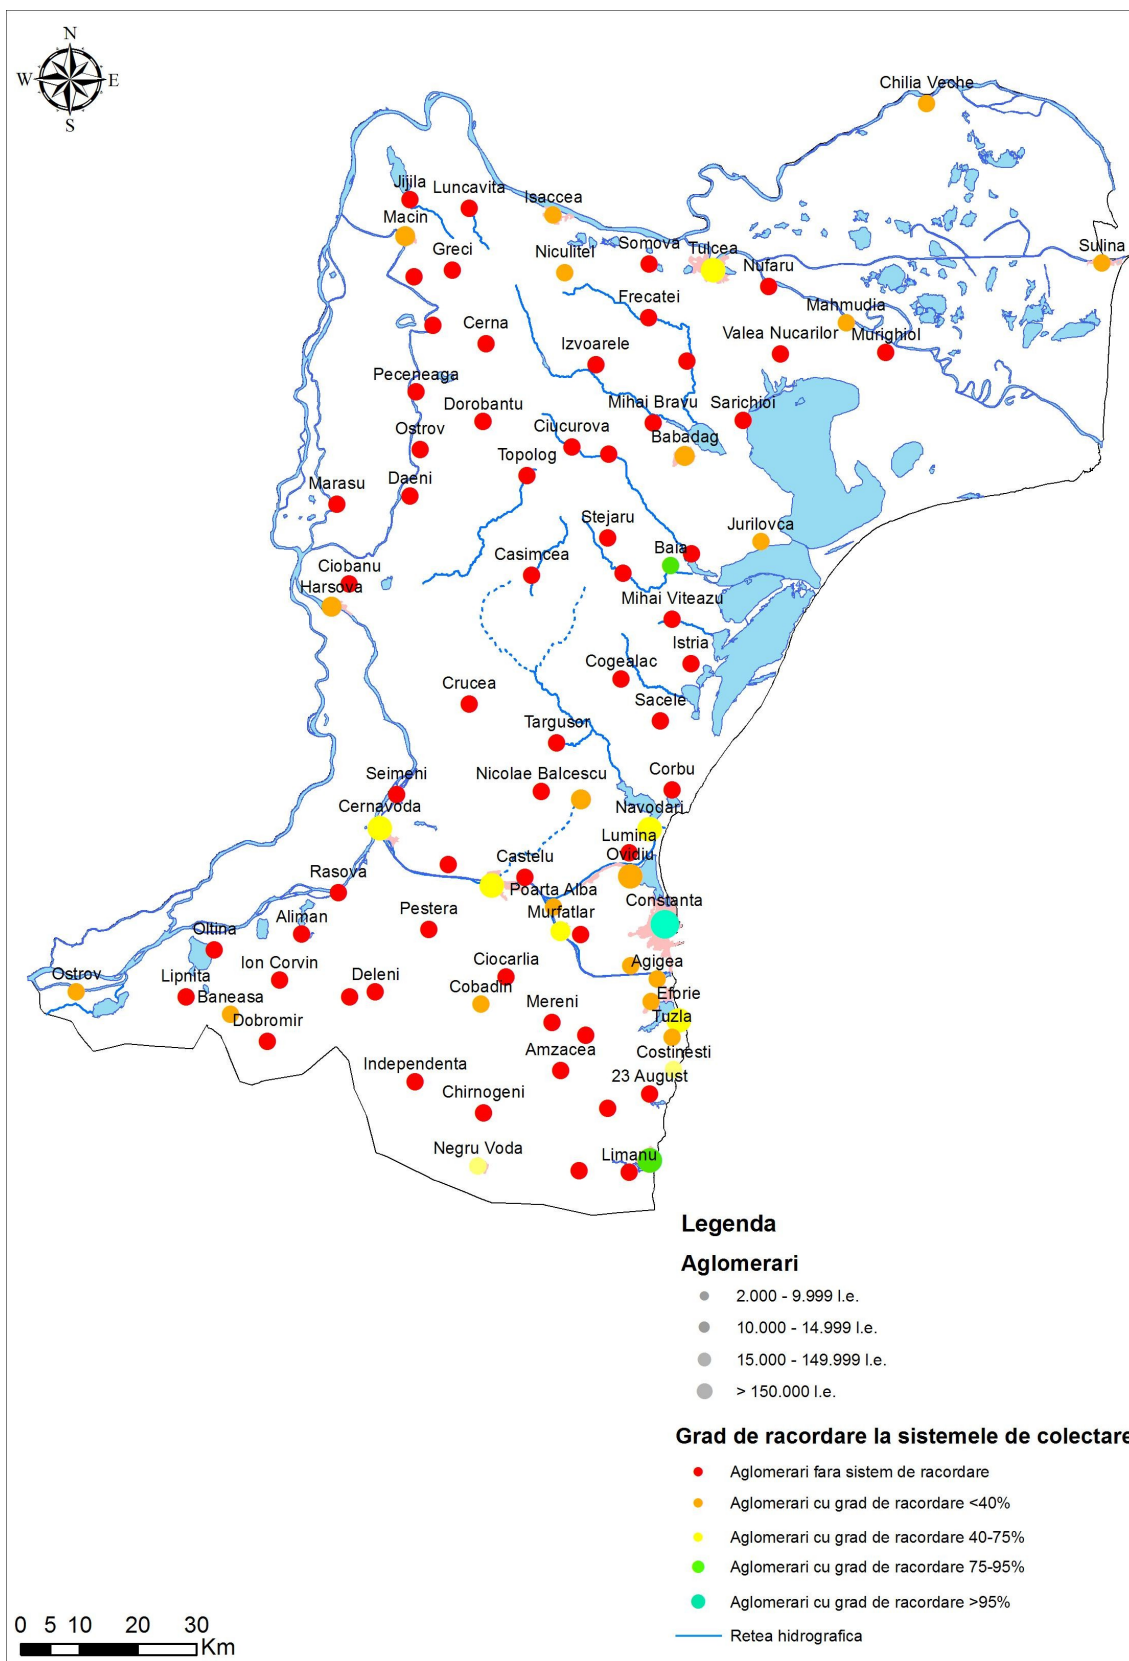 N
W
E
S
Chilia Veche
Jijila
Luncavita
Isaccea
Macin
Greci
Niculitel
Somova
Tulcea
Sulina
Nufaru
Frecatei
Mahmudia
Cerna
Izvoarele
Valea Nucarilor
Murighiol
Peceneaga
Dorobantu
Mihai Bravu
Sarichioi
Ostrov
Ciucurova
Babadag
Topolog
Daeni
Marasu
Stejaru
Jurilovca
Baia
Casimcea
Ciobanu
Harsova
Mihai Viteazu
Istria
Cogealac
Crucea
Sacele
Targusor
Seimeni
Nicolae Balcescu
Corbu
Cernavoda
Navodari
Lumina
Castelu
Ovidiu
Rasova
Poarta Alba
Constanta
Pestera
Murfatlar
Aliman
Oltina
Ciocarlia
Agigea
Ostrov
Lipnita
Ion Corvin
Deleni
Cobadin
Eforie
Baneasa
Mereni
Tuzla
Dobromir
Amzacea
Costinesti
Independenta
23 August
Chirnogeni
Negru Voda
Limanu
Legenda
Aglomerari
2.000 - 9.999 l.e.
10.000 - 14.999 l.e.
15.000 - 149.999 l.e.
> 150.000 l.e.
Grad de racordare la sistemele de colectare
Aglomerari fara sistem de racordare
Aglomerari cu grad de racordare <40%
Aglomerari cu grad de racordare 40-75%
Aglomerari cu grad de racordare 75-95%
Aglomerari cu grad de racordare >95%
Retea hidrografica
0 5 10 20 30
Km